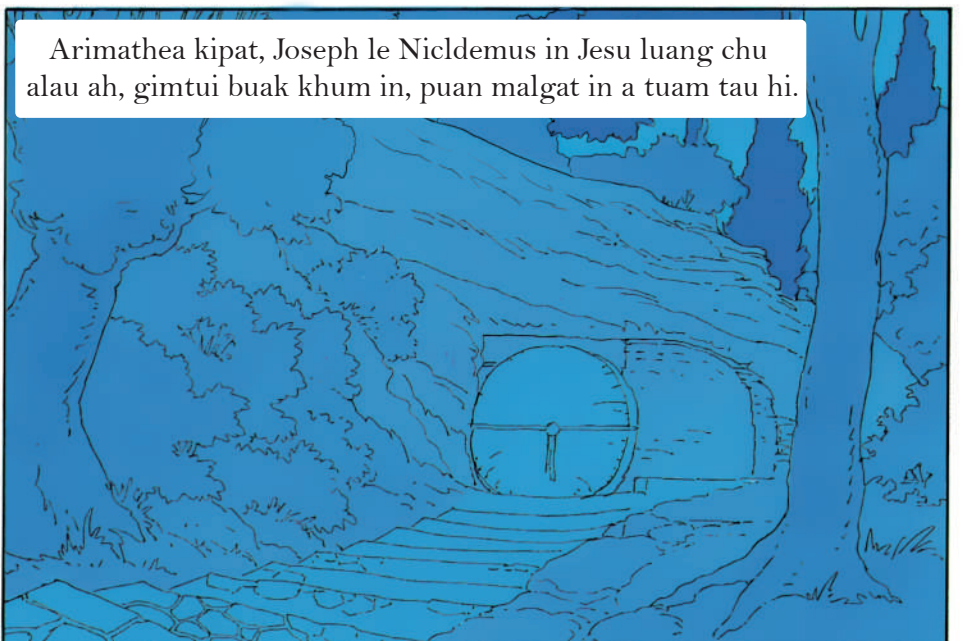 Arimathea kipat, Joseph le Nicldemus in Jesu luang chu
alau ah, gimtui buak khum in, puan malgat in a tuam tau hi.